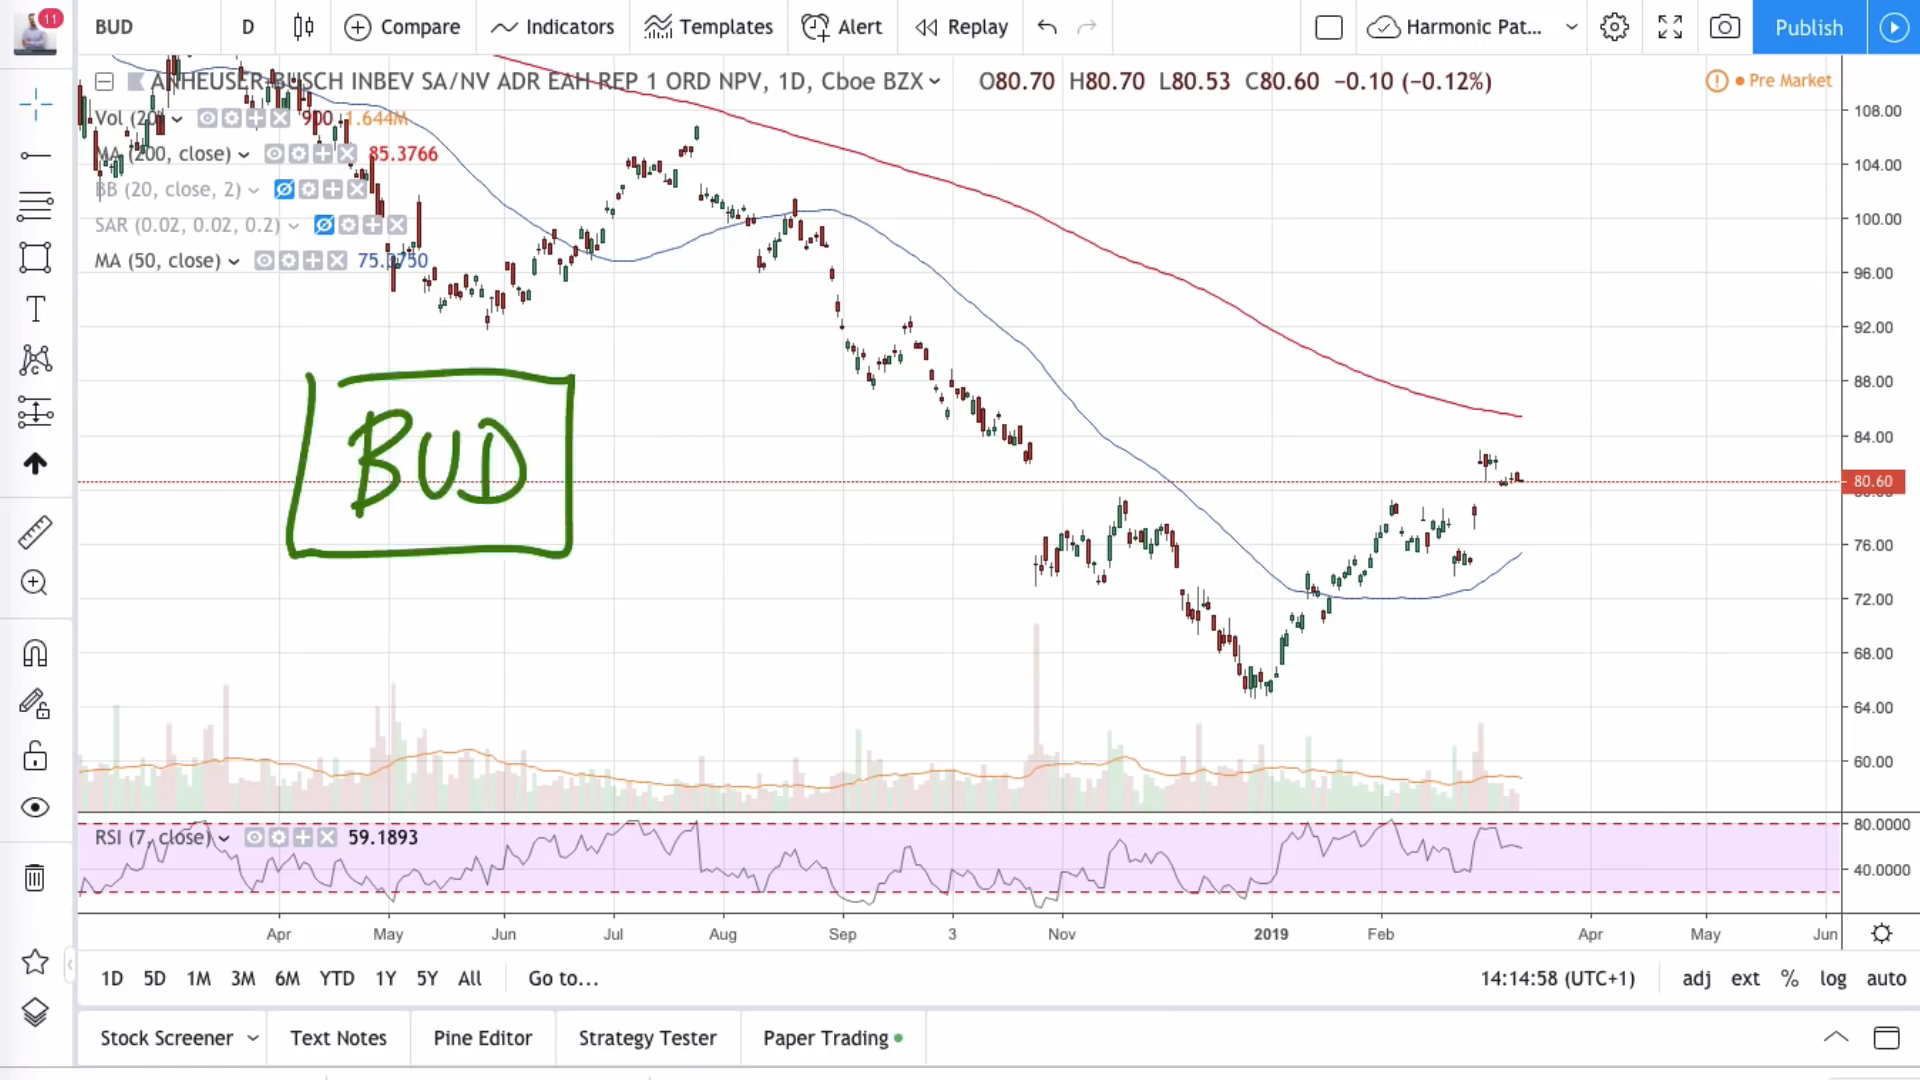 11
BUD D Compare Indicators Templates Alert Replay Harmonic Pat... Publish
ANHEUSER-BUSCH INBEV SA/NV ADR EAH REP 1 ORD NPV, 1D, Cboe BZX O80.70 H80.70 L80.53 C80.60 −0.10 (−0.12%) Pre Market
Vol (20) 900 1.644M
MA (200, close) 85.3766
BB (20, close, 2)
SAR (0.02, 0.02, 0.2)
MA (50, close)
BUD
108.00
104.00
100.00
96.00
92.00
88.00
84.00
80.60
76.00
72.00
68.00
64.00
60.00
RSI (7, close) 59.1893
80.0000
40.0000
Apr May Jun Jul Aug Sep 3 Nov 2019 Feb Apr May Jun
1D 5D 1M 3M 6M YTD 1Y 5Y All Go to... 14:14:58 (UTC+1) adj ext % log auto
Stock Screener Text Notes Pine Editor Strategy Tester Paper Trading